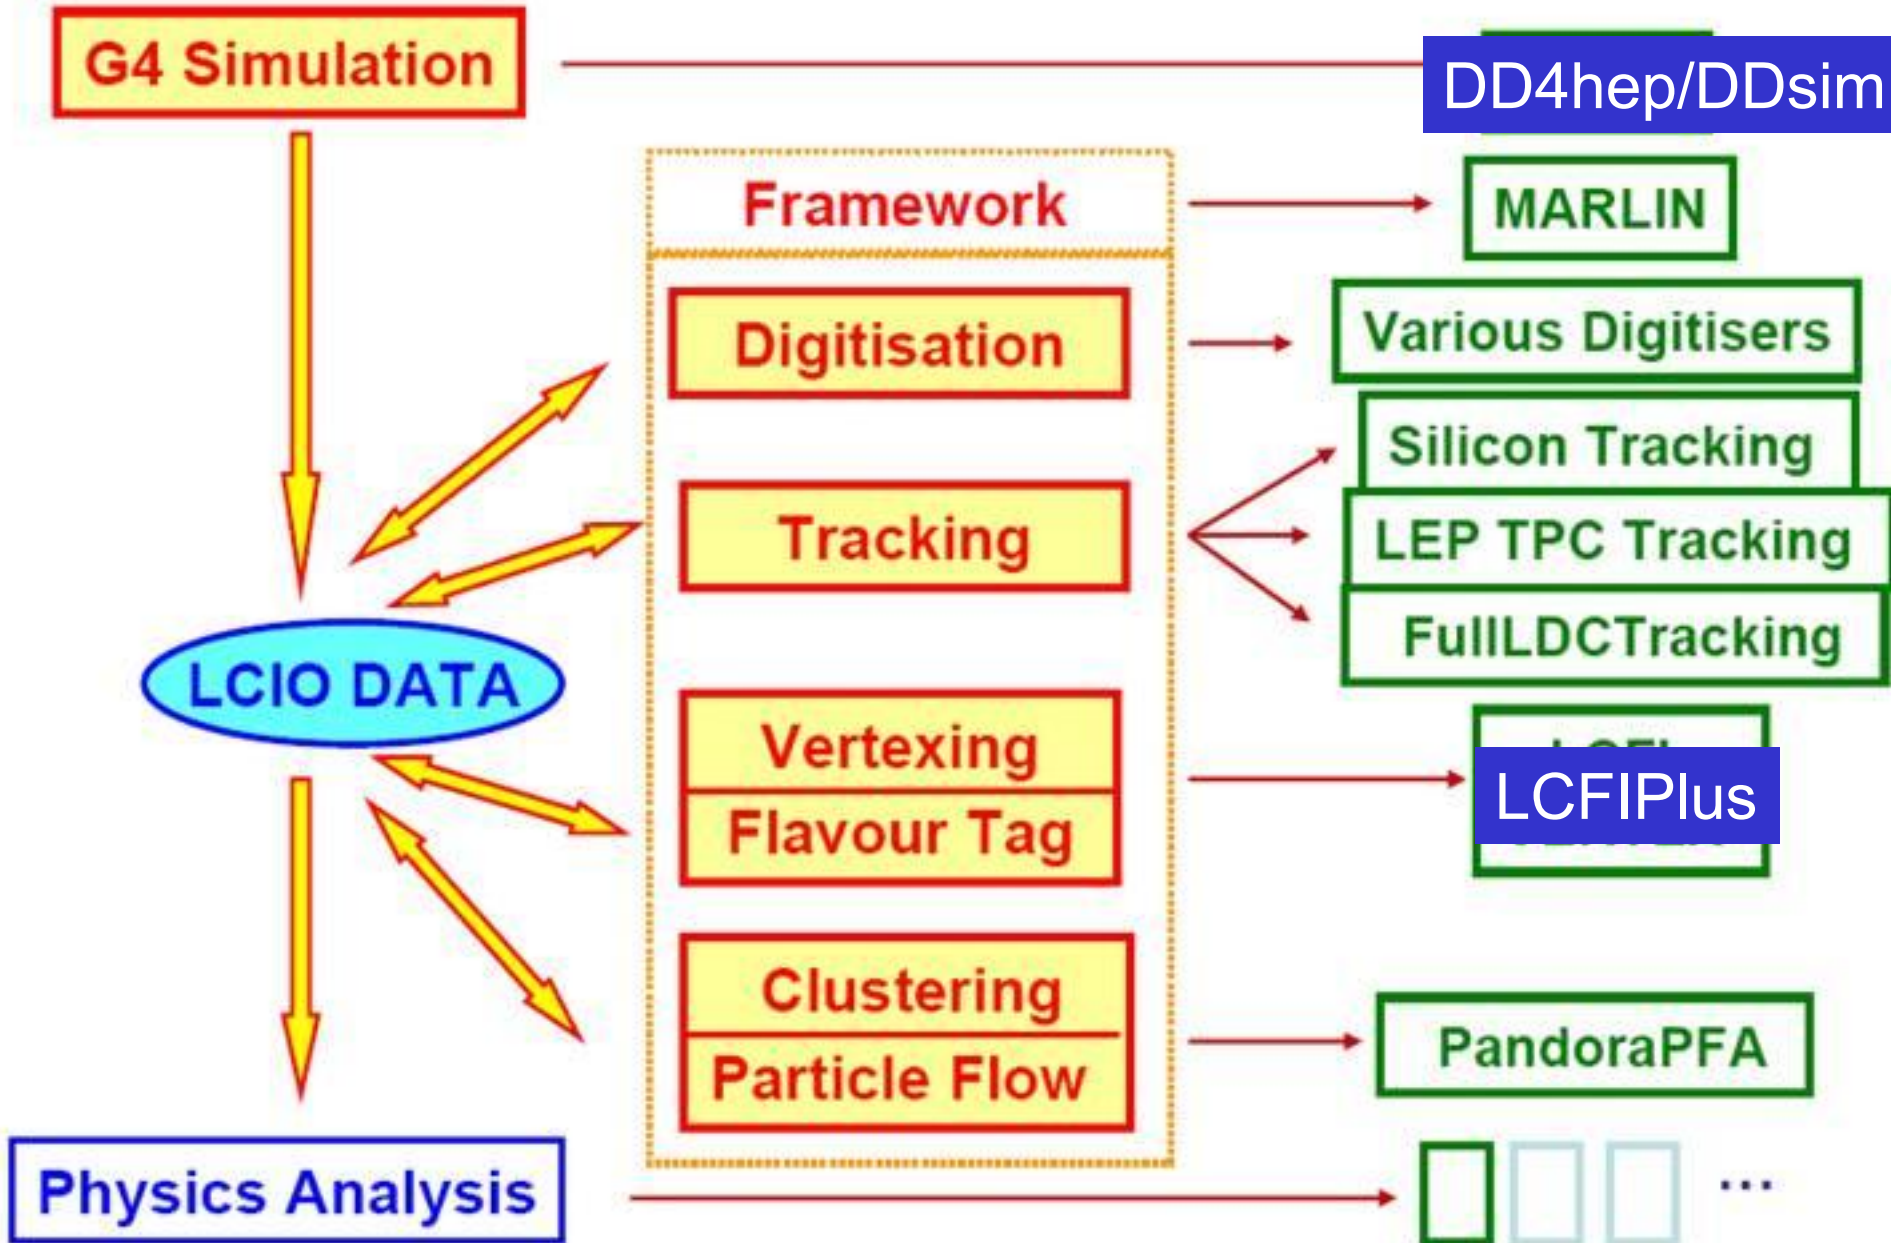 G4 Simulation
DD4hep/DDsim
Framework
MARLIN
Digitisation
Various Digitisers
Silicon Tracking
Tracking
LEP TPC Tracking
FullLDCTracking
LCIO DATA
Vertexing
Flavour Tag
LCFIPlus
Clustering
Particle Flow
PandoraPFA
Physics Analysis
...